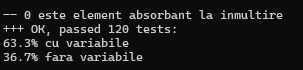 -- 0 este element absorbant la inmultire
+++ OK, passed 120 tests:
63.3% cu variabile
36.7% fara variabile